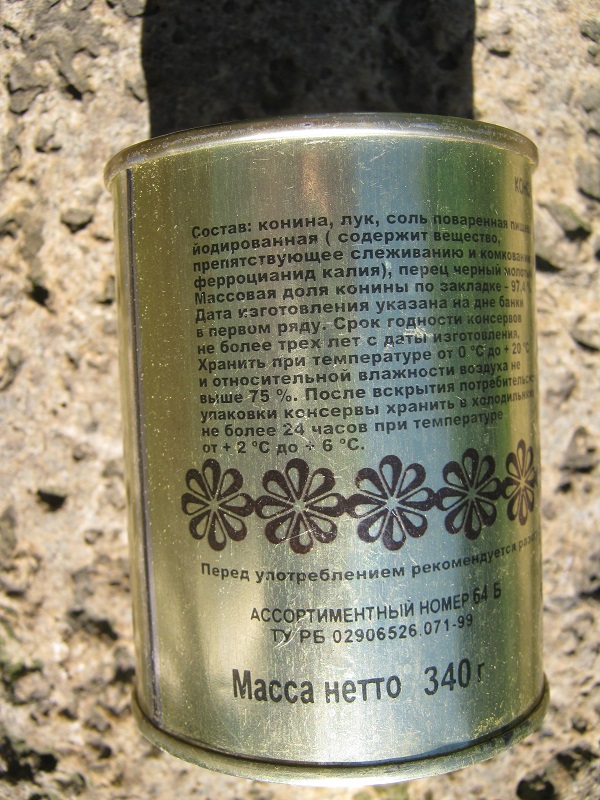 Состав: конина, лук, соль поваренная
йодированная ( содержит вещество,
препятствующее слеживанию и
ферроцианид калия), перец черный
Массовая доля конины по закладке -
Дата изготовления указана на дне банки
в первом ряду. Срок годности консервов
не более трех лет с даты изготовления.
Хранить при температуре от 0 °С до + 20 °С
и относительной влажности воздуха не
выше 75 %. После вскрытия
упаковки консервы хранить в
не более 24 часов при температуре
от + 2 °С до + 6 °С.
Перед употреблением рекомендуется
АССОРТИМЕНТНЫЙ НОМЕР 64 Б
ТУ РБ 02906526.071-99
Масса нетто 340 г